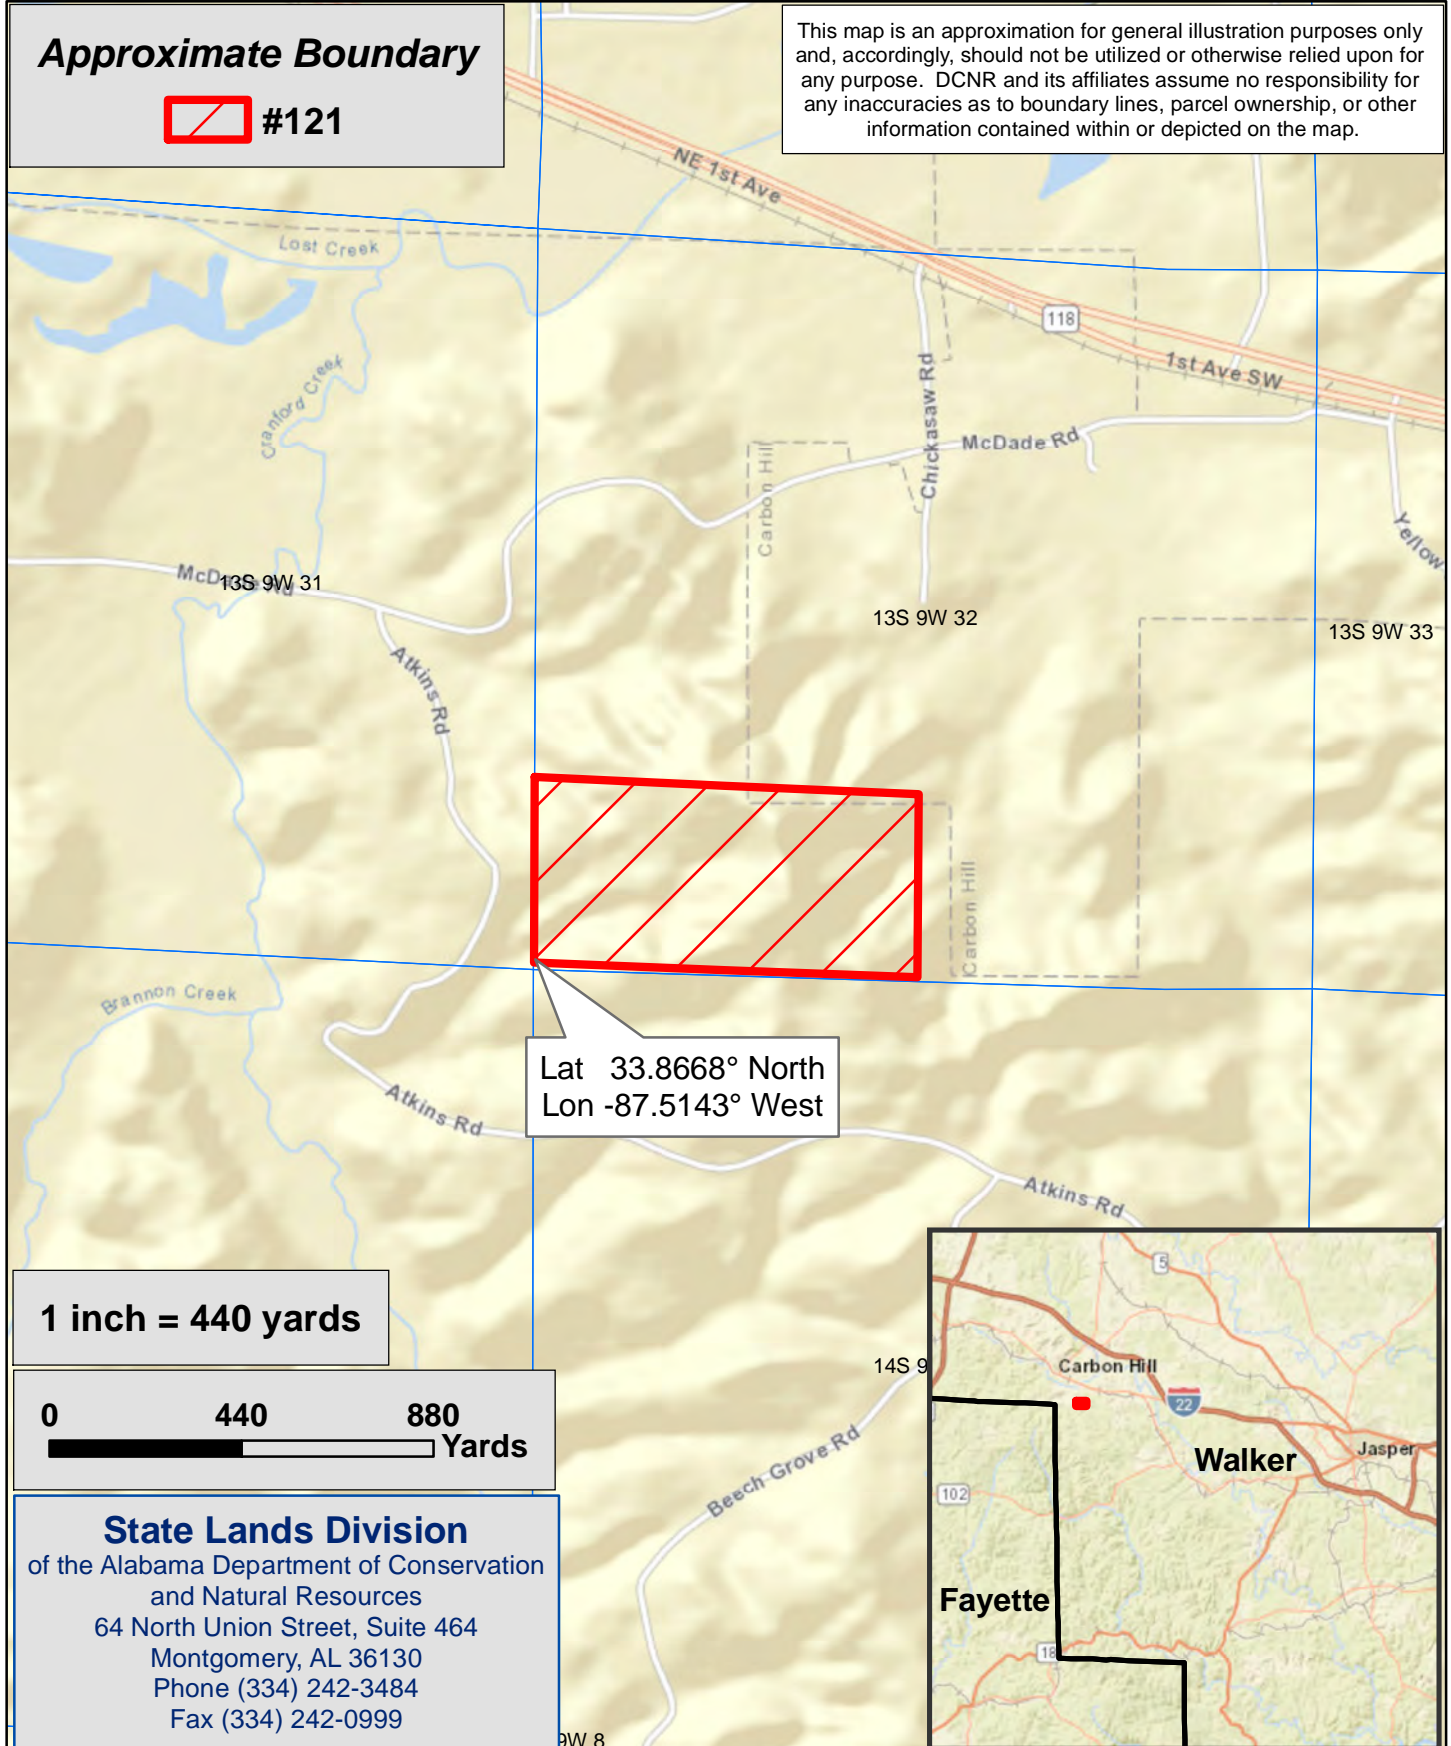 Approximate Boundary
#121
This map is an approximation for general illustration purposes only
and, accordingly, should not be utilized or otherwise relied upon for
any purpose. DCNR and its affiliates assume no responsibility for
any inaccuracies as to boundary lines, parcel ownership, or other
information contained within or depicted on the map.
NE 1st Ave
Lost Creek
118
1st Ave SW
Cranford Creek
Chickasaw Rd
McDade Rd
Carbon Hill
Yellow
McDade Rd
13S 9W 31
13S 9W 32
13S 9W 33
Atkins Rd
Carbon Hill
Brannon Creek
Lat 33.8668° North
Lon -87.5143° West
Atkins Rd
Atkins Rd
1 inch = 440 yards
14S 9
0 440 880
Yards
Beech Grove Rd
State Lands Division
of the Alabama Department of Conservation
and Natural Resources
64 North Union Street, Suite 464
Montgomery, AL 36130
Phone (334) 242-3484
Fax (334) 242-0999
9W 8
5
Carbon Hill
22
Walker
Jasper
102
Fayette
18